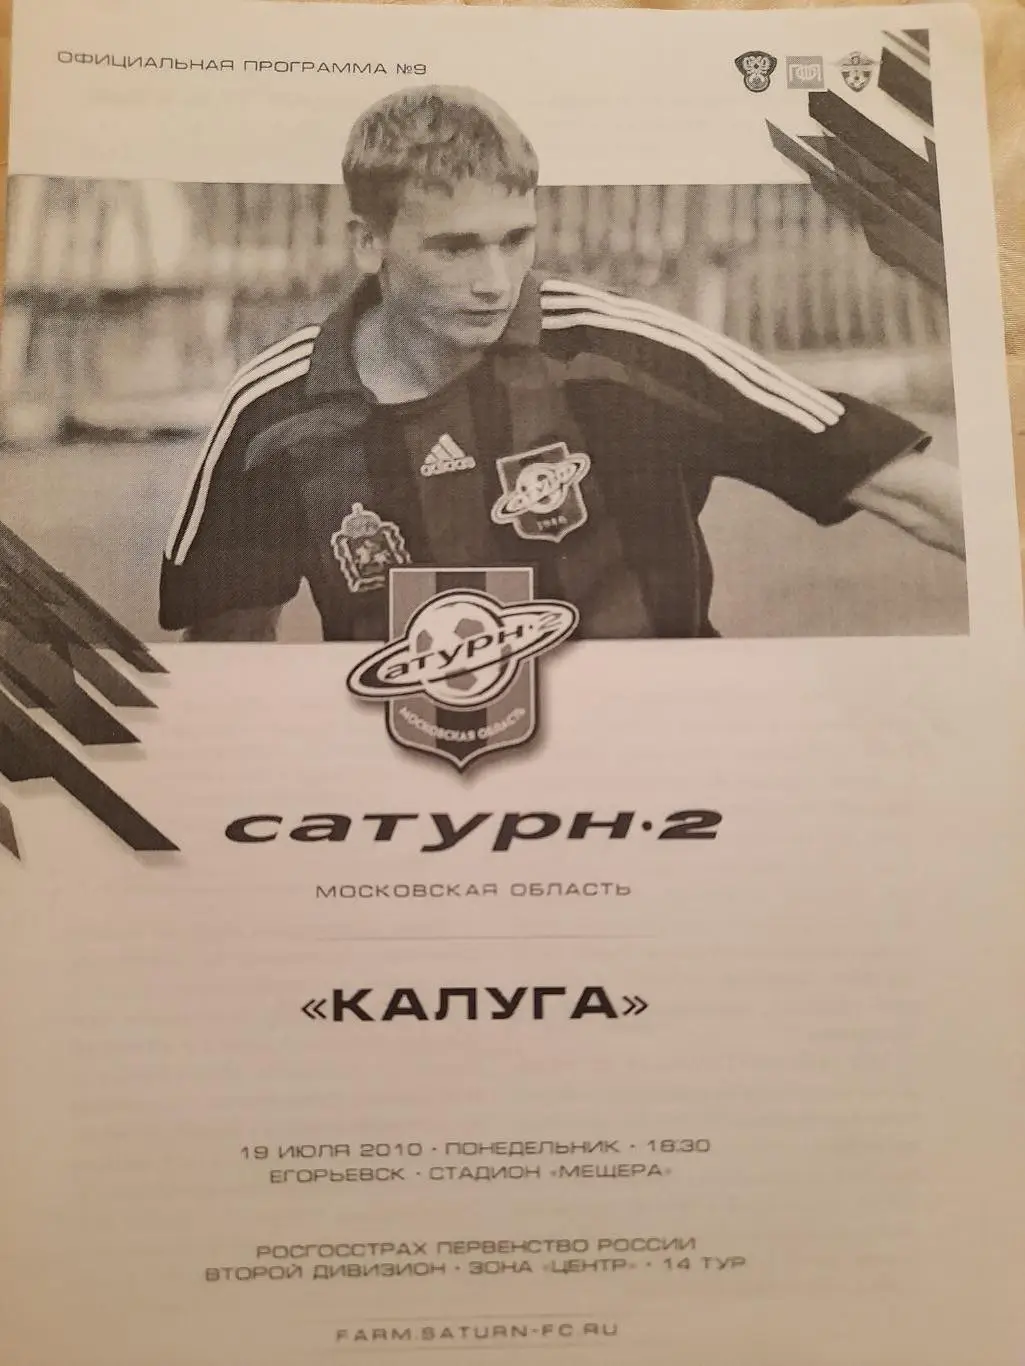 ОФИЦИАЛЬНАЯ ПРОГРАММА №9
adidas
1946
сатурн·2
МОСКОВСКАЯ ОБЛАСТЬ
сатурн·2
МОСКОВСКАЯ ОБЛАСТЬ
«КАЛУГА»
19 ИЮЛЯ 2010 · ПОНЕДЕЛЬНИК · 18:30
ЕГОРЬЕВСК · СТАДИОН «МЕЩЕРА»
РОСГОССТРАХ ПЕРВЕНСТВО РОССИИ
ВТОРОЙ ДИВИЗИОН · ЗОНА «ЦЕНТР» · 14 ТУР
FARM.SATURN-FC.RU